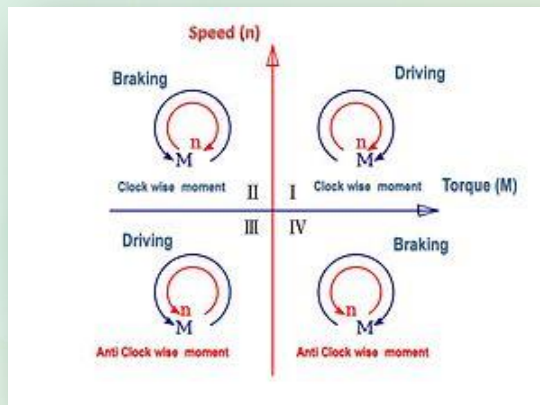 Speed (n)
Braking
Driving
n
M
n
M
Clock wise moment
II
I
Clock wise moment
Torque (M)
III
IV
Driving
Braking
n
M
n
M
Anti Clock wise moment
Anti Clock wise moment